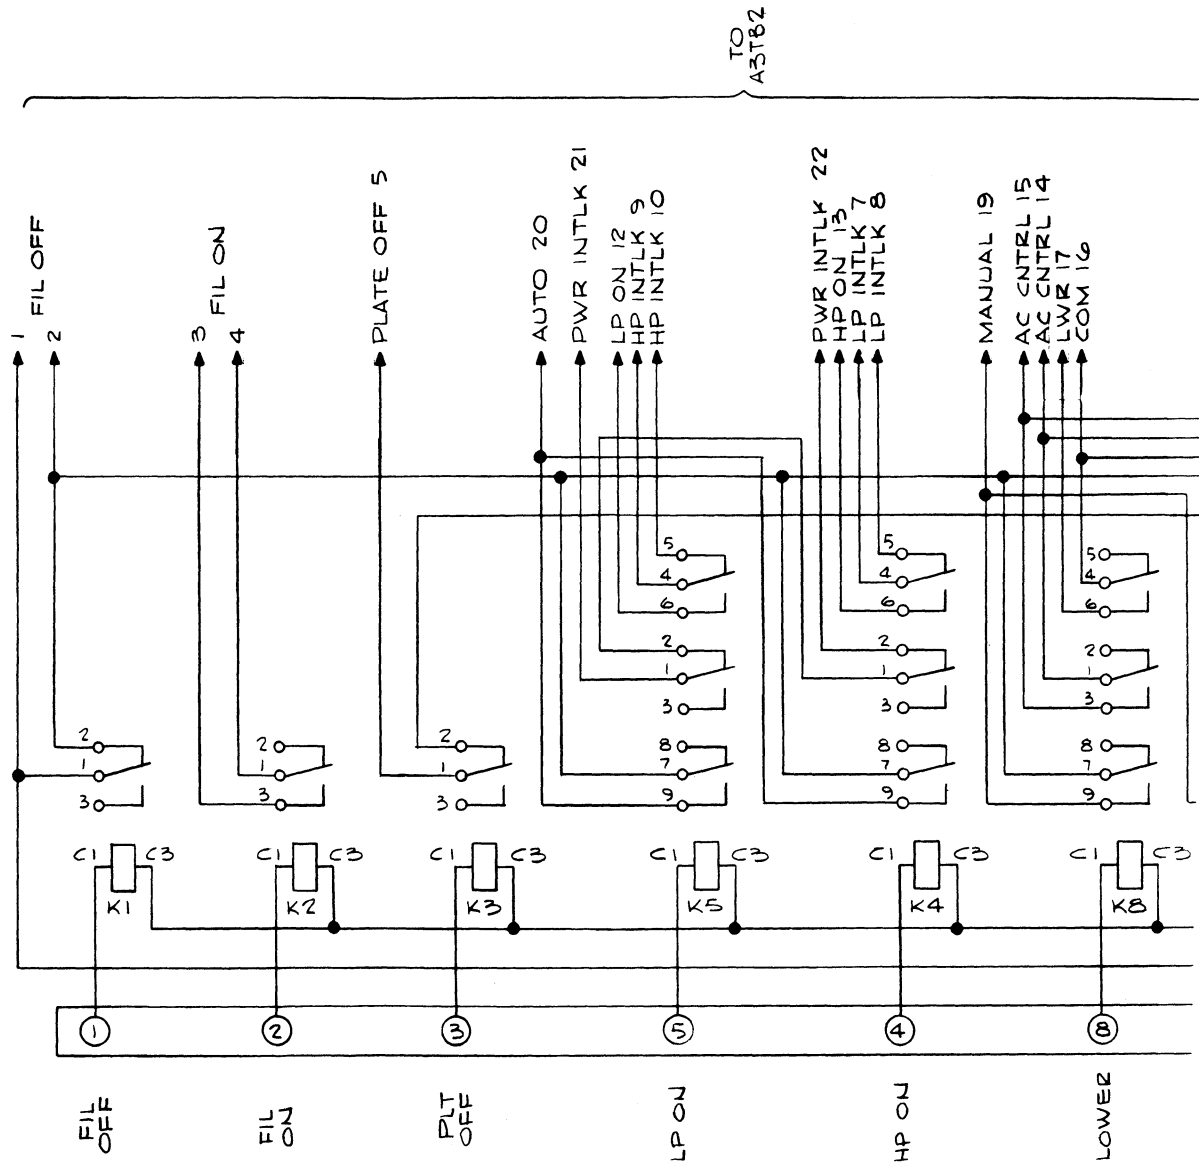 TO
A3TB2
1
FIL OFF
2
3
FIL ON
4
PLATE OFF 5
AUTO 20
PWR INTLK 21
LP ON 12
HP INTLK 9
HP INTLK 10
PWR INTLK 22
HP ON 13
LP INTLK 7
LP INTLK 8
MANUAL 19
AC CNTRL 15
AC CNTRL 14
LWR 17
COM 16
5 5 5
4 4 4
6 6 6
2 2 2
1 1 1
3 3 3
2 2 2 8 8 8
1 1 1 7 7 7
3 3 3 9 9 9
C1 C3 C1 C3 C1 C3 C1 C3 C1 C3 C1 C3
K1 K2 K3 K5 K4 K8
1 2 3 5 4 8
FIL
OFF
FIL
ON
PLT
OFF
LP ON
HP ON
LOWER